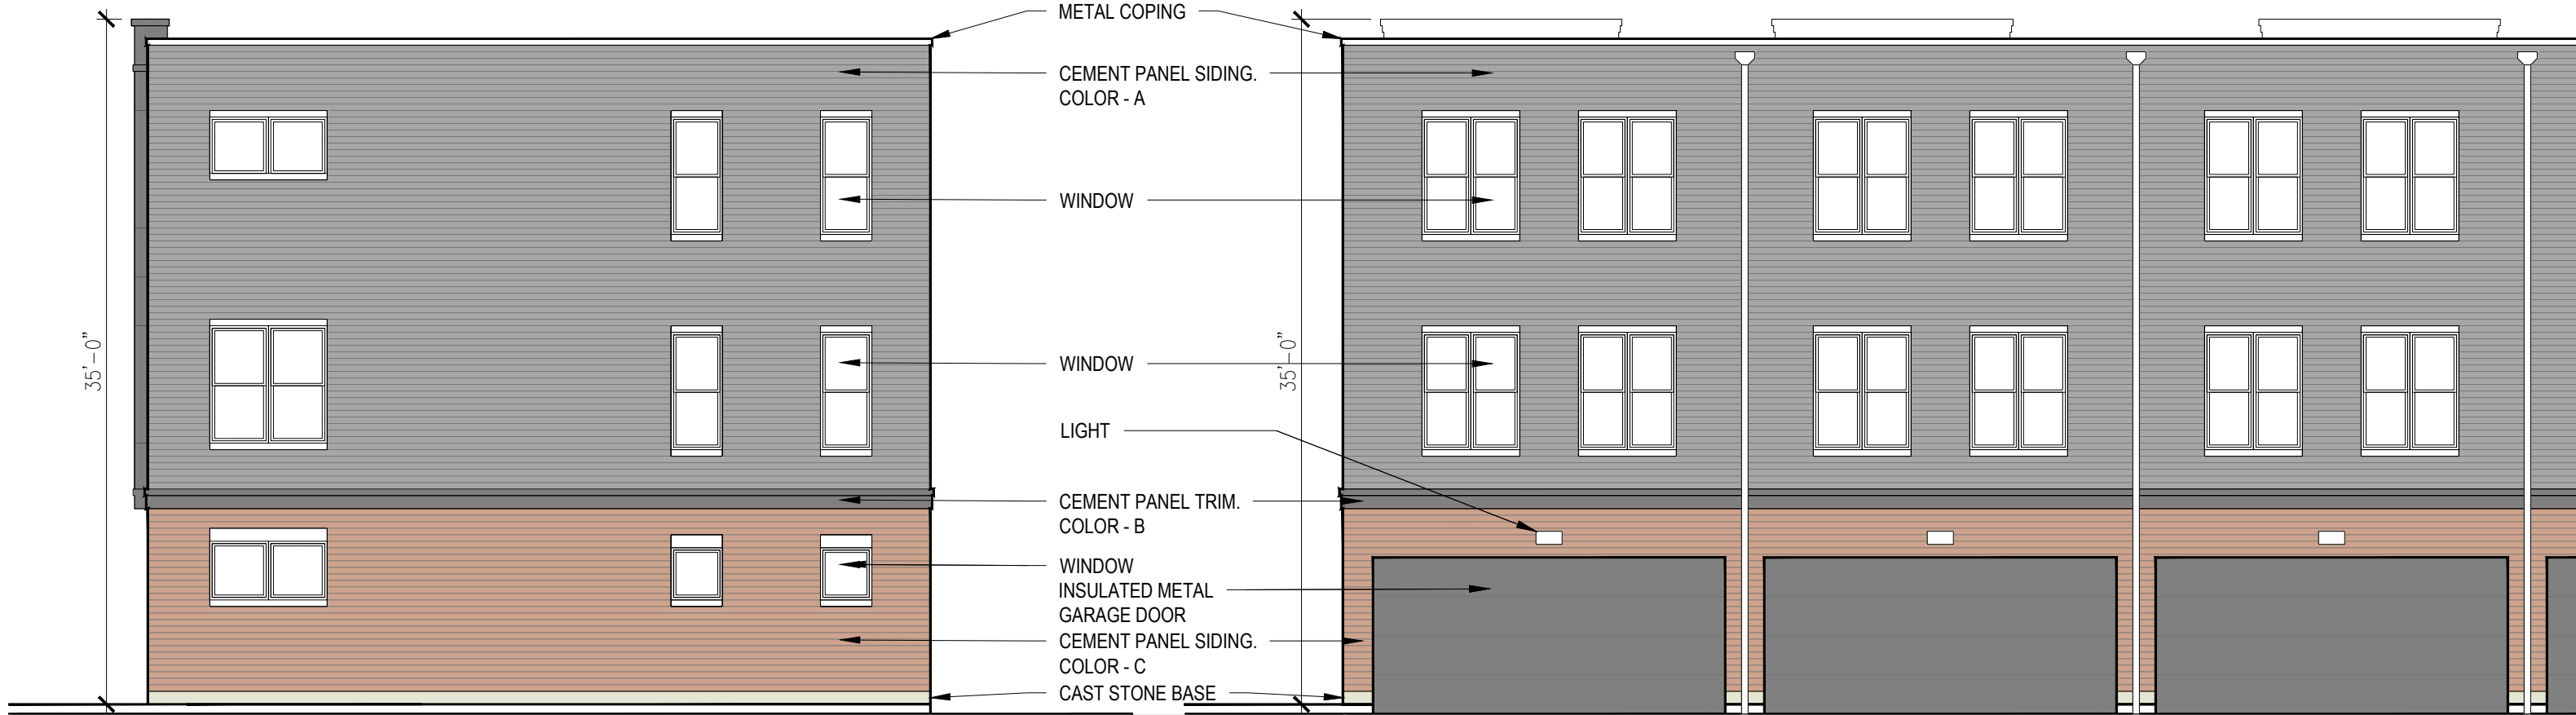 METAL COPING
CEMENT PANEL SIDING.
COLOR - A
WINDOW
35'-0"
35'-0"
WINDOW
LIGHT
CEMENT PANEL TRIM.
COLOR - B
WINDOW
INSULATED METAL
GARAGE DOOR
CEMENT PANEL SIDING.
COLOR - C
CAST STONE BASE